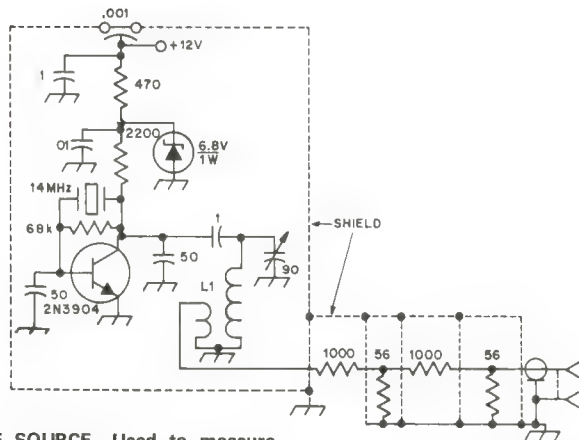 .001
+12V
1
470
.01
2200
6.8V
1W
14MHz
68k
50
2N3904
50
1
90
L1
SHIELD
1000
56
1000
56
E SOURCE. Used to measure